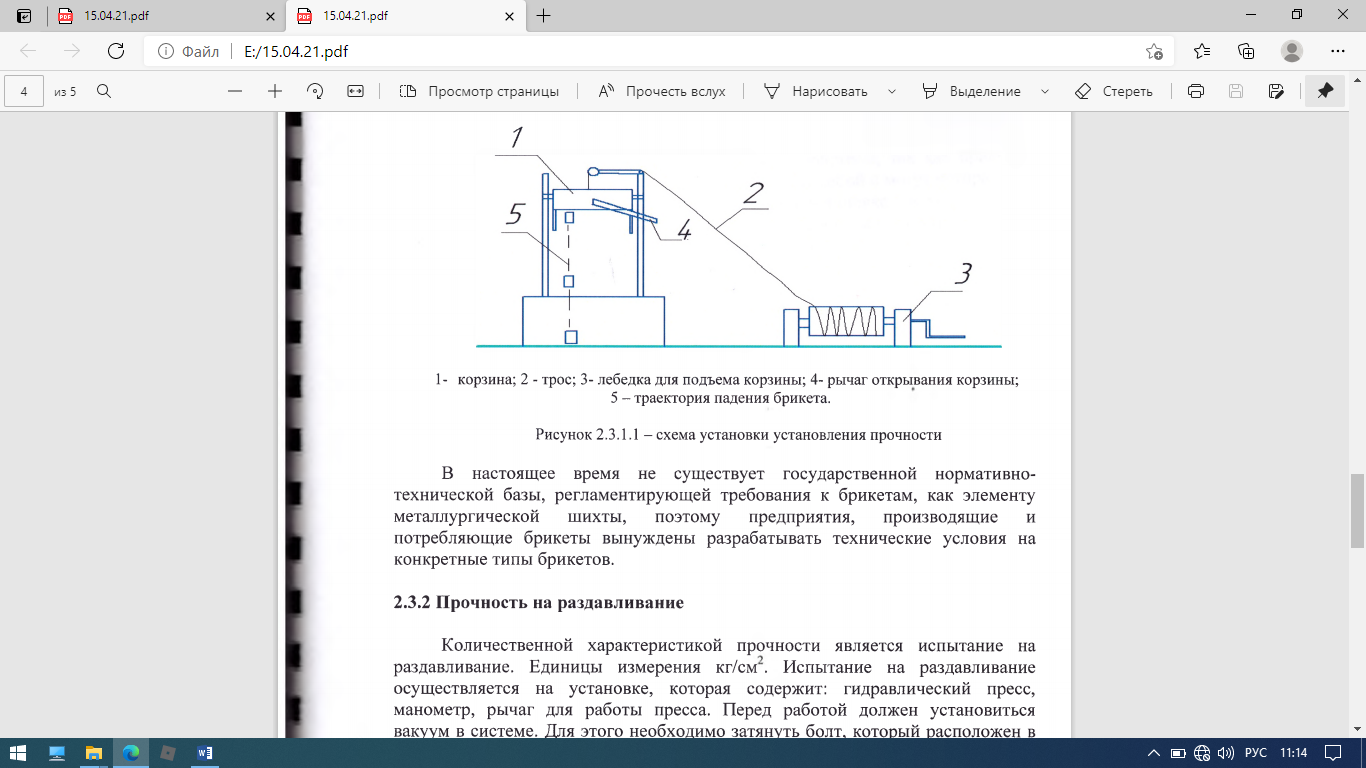 15.04.21.pdf
15.04.21.pdf
Файл
E:/15.04.21.pdf
4 из 5
Просмотр страницы
Прочесть вслух
Нарисовать
Выделение
Стереть
1
2
5
4
3
1- корзина; 2 - трос; 3- лебедка для подъема корзины; 4- рычаг открывания корзины;
5 – траектория падения брикета.
Рисунок 2.3.1.1 – схема установки установления прочности
В настоящее время не существует государственной нормативно-
технической базы, регламентирующей требования к брикетам, как элементу
металлургической шихты, поэтому предприятия, производящие и
потребляющие брикеты вынуждены разрабатывать технические условия на
конкретные типы брикетов.
2.3.2 Прочность на раздавливание
Количественной характеристикой прочности является испытание на
раздавливание. Единицы измерения кг/см². Испытание на раздавливание
осуществляется на установке, которая содержит: гидравлический пресс,
манометр, рычаг для работы пресса. Перед работой должен установиться
вакуум в системе. Для этого необходимо затянуть болт, который расположен в
РУС
11:14